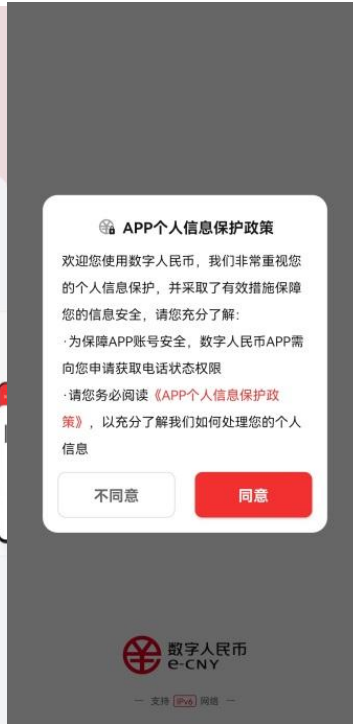 APP个人信息保护政策
欢迎您使用数字人民币，我们非常重视您
的个人信息保护，并采取了有效措施保障
您的信息安全，请您充分了解:
·为保障APP账号安全，数字人民币APP需
向您申请获取电话状态权限
·请您务必阅读《APP个人信息保护政
策》，以充分了解我们如何处理您的个人
信息
不同意 同意
数字人民币
e-CNY
— 支持 IPv6 网络 —